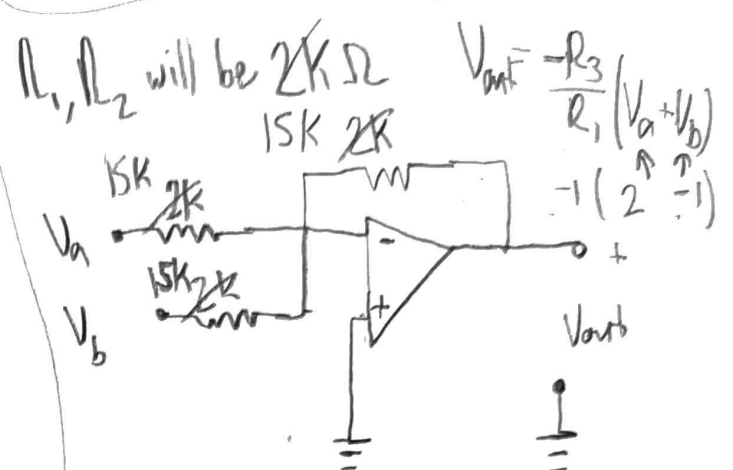 R₁, R₂ will be 2K Ω
Vout = -R₃/R₁ (Va + Vb)
-1 ( 2 -1)
15K 2K
15K 2K
Va
15K 2K
Vb
-
+
+
Vout